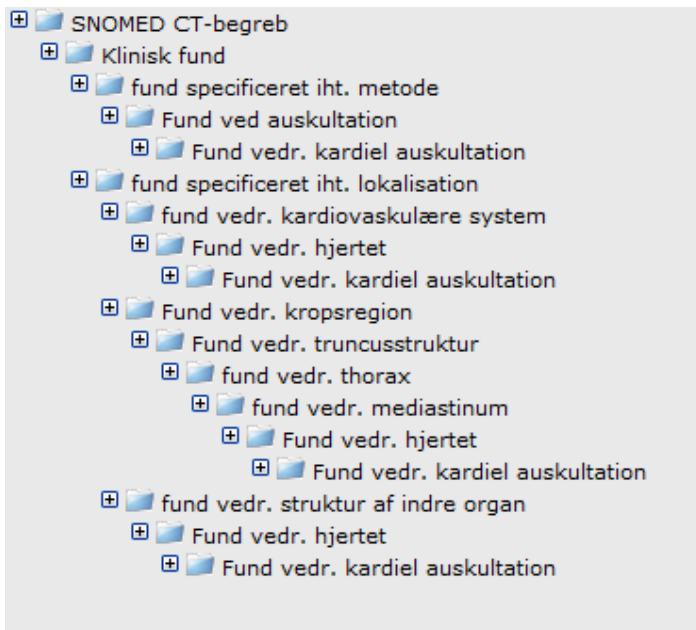 SNOMED CT-begreb
Klinisk fund
fund specificeret iht. metode
Fund ved auskultation
Fund vedr. kardiel auskultation
fund specificeret iht. lokalisation
fund vedr. kardiovaskulære system
Fund vedr. hjertet
Fund vedr. kardiel auskultation
Fund vedr. kropsregion
Fund vedr. truncusstruktur
fund vedr. thorax
fund vedr. mediastinum
Fund vedr. hjertet
Fund vedr. kardiel auskultation
fund vedr. struktur af indre organ
Fund vedr. hjertet
Fund vedr. kardiel auskultation